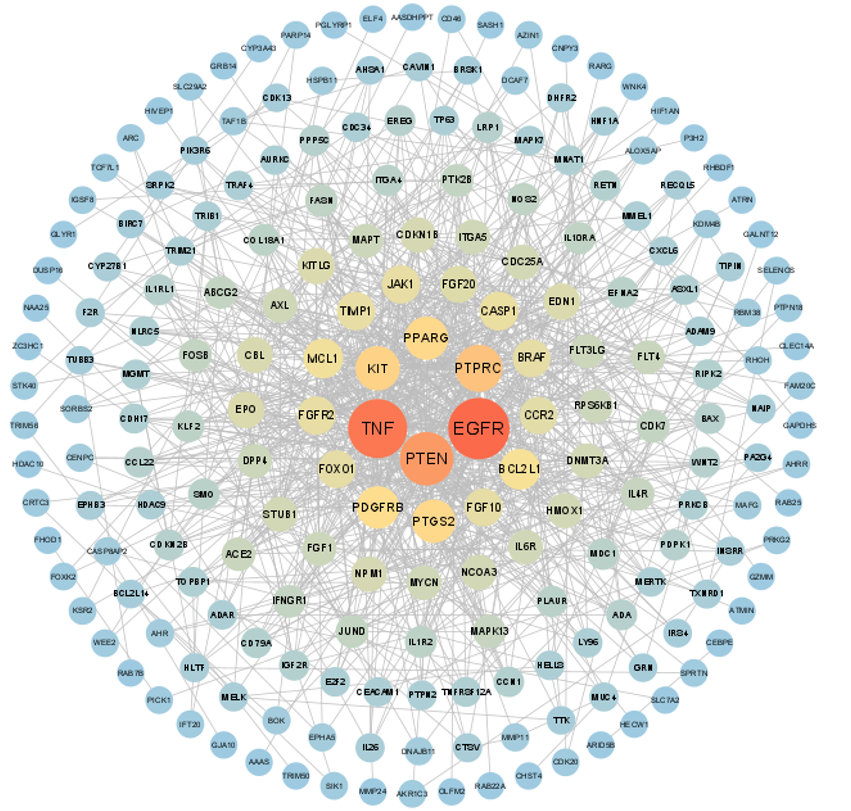 ELF4
AASDHPPT
CD46
PGLYRP1
SASH1
PARP14
AZIN1
CYP3A43
CNPY3
GRB14
HSPB11
AHSA1
CAVIN1
BRSK1
DCAF7
RARG
SLC29A2
CDK13
DHFR2
WNK4
HIVEP1
TAF1B
PPP5C
CDC34
EREG
TP63
LRP1
MAPK7
HNF1A
HIF1AN
ARC
PIK3R6
AURKC
MNAT1
ALOX5AP
P3H2
TCF7L1
SRPK2
TRAF4
FASN
ITGA4
PTK2B
NOS2
RETN
RECQL5
RHBDF1
IGSF8
BIRC7
TRIB1
MMEL1
KDM4B
ATRN
GLYR1
TRIM21
COL18A1
MAPT
CDKN1B
ITGA5
IL10RA
CXCL6
GALNT12
DUSP16
CYP27B1
KITLG
CDC25A
TIPIN
SELENOS
IL1RL1
ABCG2
JAK1
FGF20
EFNA2
ASXL1
NAA25
F2R
AXL
TIMP1
CASP1
EDN1
RBM38
PTPN18
NLRC5
PPARG
ADAM9
ZC3HC1
TUBB3
FOSB
CBL
MCL1
KIT
PTPRC
BRAF
FLT3LG
FLT4
RHOH
CLEC14A
STK40
MGMT
RIPK2
FAM20C
SORBS2
CDH17
KLF2
EPO
FGFR2
TNF
EGFR
CCR2
RPS6KB1
CDK7
BAX
NAIP
TRIM56
GAPDHS
HDAC10
CENPC
CCL22
DPP4
FOXO1
PTEN
BCL2L1
DNMT3A
WNT2
PA2G4
AHRR
CRTC3
EPHB3
HDAC9
SMO
STUB1
PDGFRB
PTGS2
FGF10
HMOX1
IL4R
PRKCB
MAFG
RAB25
FHOD1
CASP8AP2
CDKN2B
ACE2
FGF1
IL6R
MDC1
PDPK1
INSRR
PRKG2
FOXK2
TOPBP1
NPM1
MYCN
NCOA3
MERTK
GZMM
KSR2
BCL2L14
ADAR
IFNGR1
PLAUR
ADA
TXNRD1
ATMIN
WEE2
AHR
CD79A
JUND
IL1R2
MAPK13
LY96
IRS4
CEBPE
RAB7B
HLTF
IGF2R
HELLS
GRN
SPRTN
PICK1
MELK
E2F2
CEACAM1
PTPN2
TNFRSF12A
CCN1
MUC4
SLC7A2
IFT20
BOK
EPHA5
TTK
HECW1
GJA10
IL26
DNAJB11
CTSV
MMP11
ARID5B
AAAS
CDK20
TRIM50
SIK1
MMP24
AKR1C3
OLFM2
RAB22A
CHST4